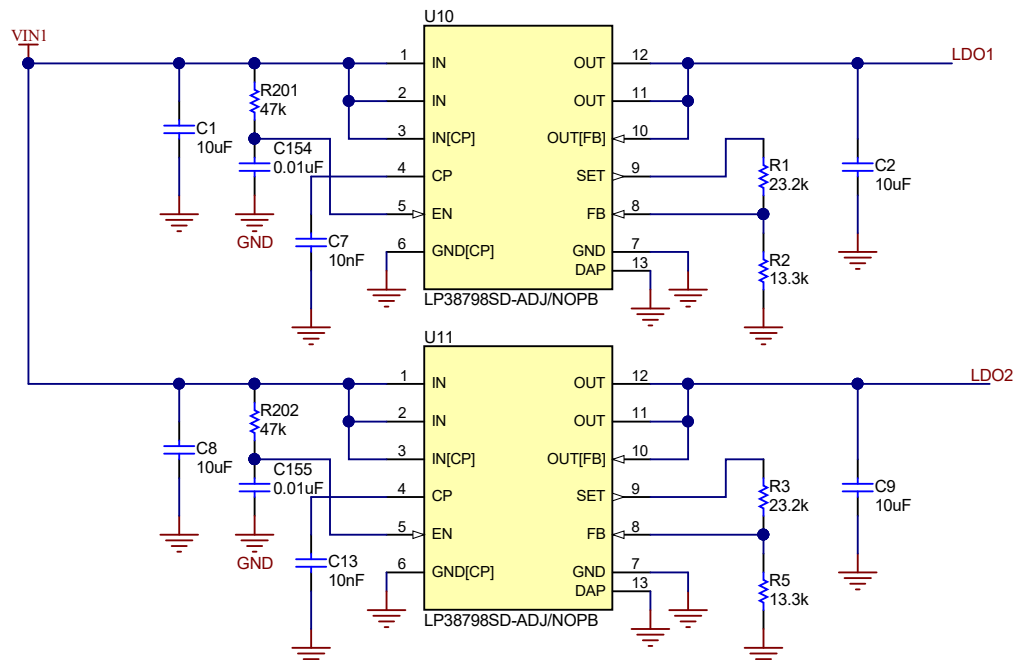 VIN1
U10
1 IN OUT 12 LDO1
R201
47k
2 IN OUT 11
C1
10uF
3 IN[CP] OUT[FB] 10
C154
0.01uF
4 CP SET 9
R1
23.2k
C2
10uF
5 EN FB 8
GND
C7
10nF
6 GND[CP] GND 7
DAP 13
R2
13.3k
LP38798SD-ADJ/NOPB
U11
1 IN OUT 12 LDO2
R202
47k
2 IN OUT 11
C8
10uF
3 IN[CP] OUT[FB] 10
C155
0.01uF
4 CP SET 9
R3
23.2k
C9
10uF
5 EN FB 8
GND
C13
10nF
6 GND[CP] GND 7
DAP 13
R5
13.3k
LP38798SD-ADJ/NOPB